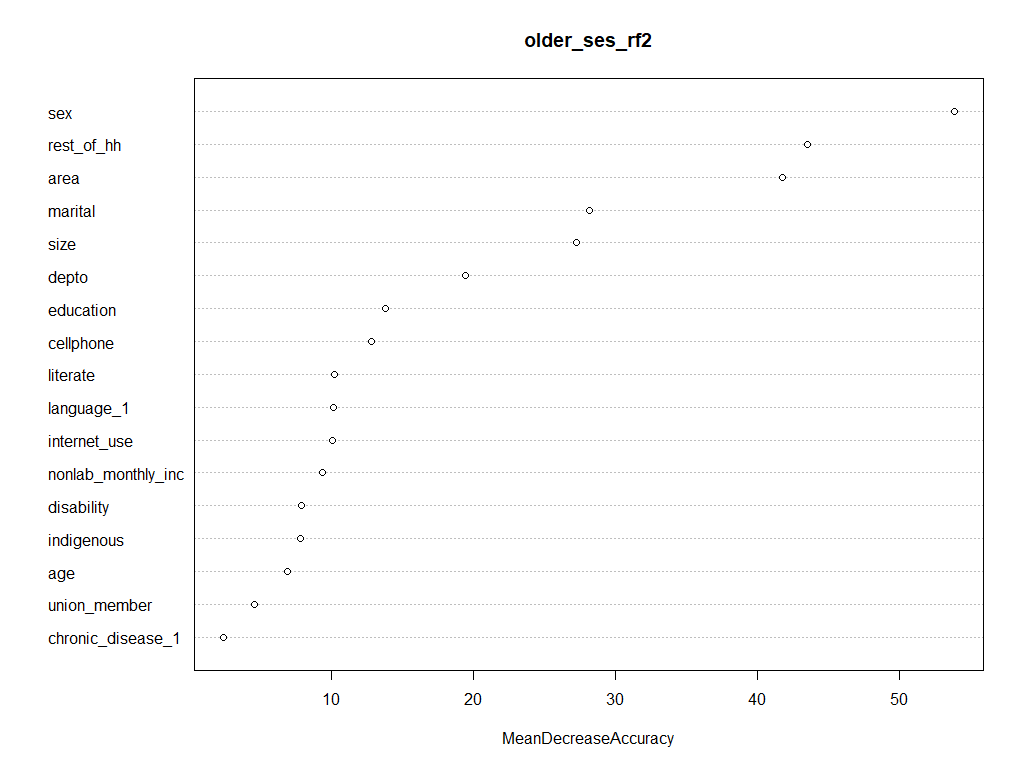 older_ses_rf2
sex
rest_of_hh
area
marital
size
depto
education
cellphone
literate
language_1
internet_use
nonlab_monthly_inc
disability
indigenous
age
union_member
chronic_disease_1
10 20 30 40 50
MeanDecreaseAccuracy